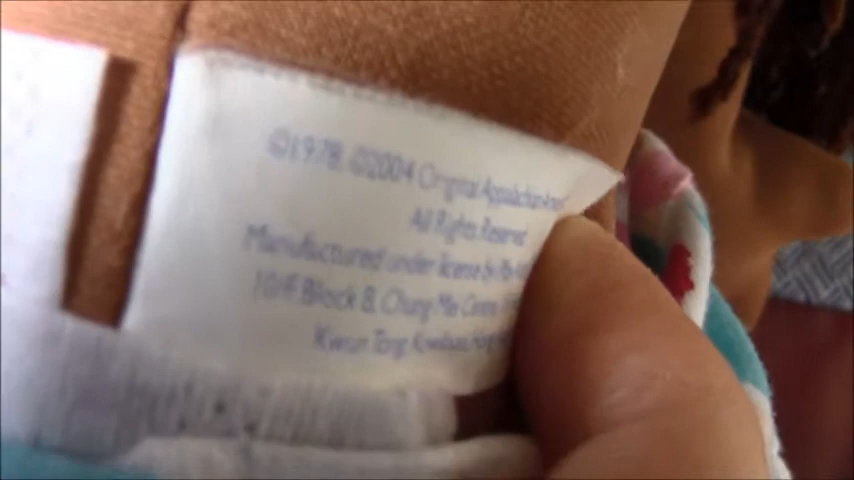 ©1978, ©2004 Original Appalachian
All Rights Reserved
Manufactured under license by
10/F, Block B, Chung Mei Centre
Kwun Tong, Kowloon,